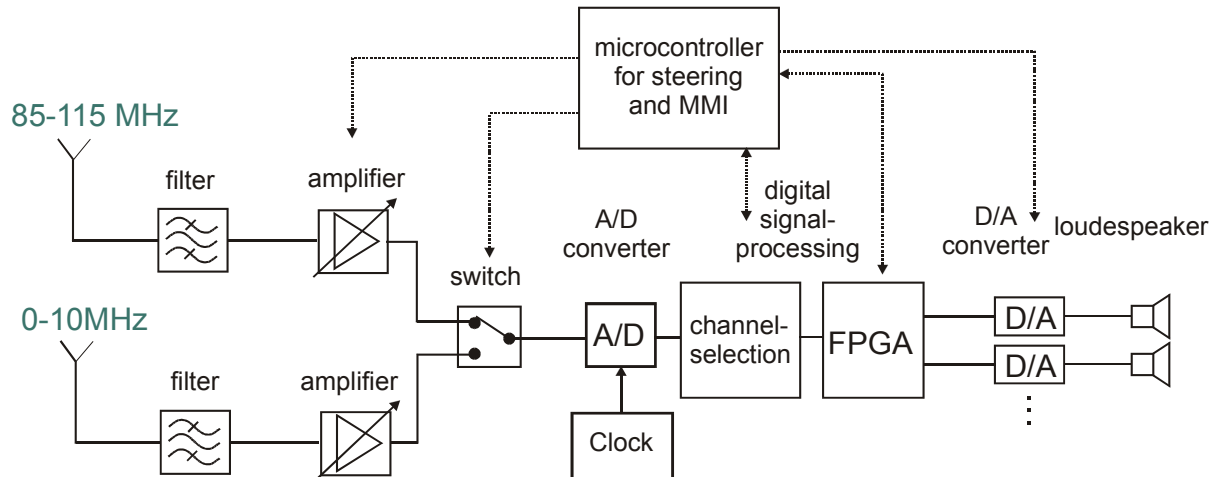 microcontroller
for steering
and MMI
85-115 MHz
filter
amplifier
A/D
converter
digital
signal-
processing
D/A
converter
loudespeaker
switch
0-10MHz
filter
amplifier
A/D
channel-
selection
FPGA
D/A
D/A
Clock